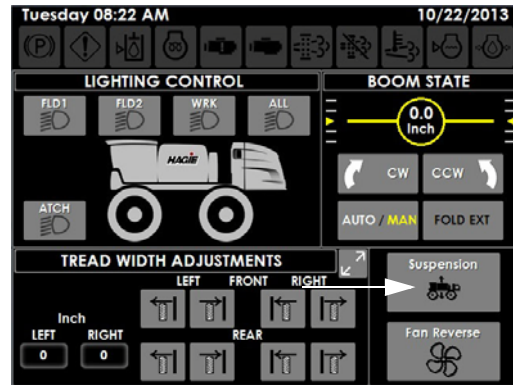 Tuesday 08:22 AM 10/22/2013
LIGHTING CONTROL
FLD1 FLD2 WRK ALL
HAGIE
ATCH
BOOM STATE
0.0
Inch
CW CCW
AUTO / MAN FOLD EXT
TREAD WIDTH ADJUSTMENTS
LEFT FRONT RIGHT
Inch
LEFT RIGHT
0 0
REAR
Suspension
Fan Reverse